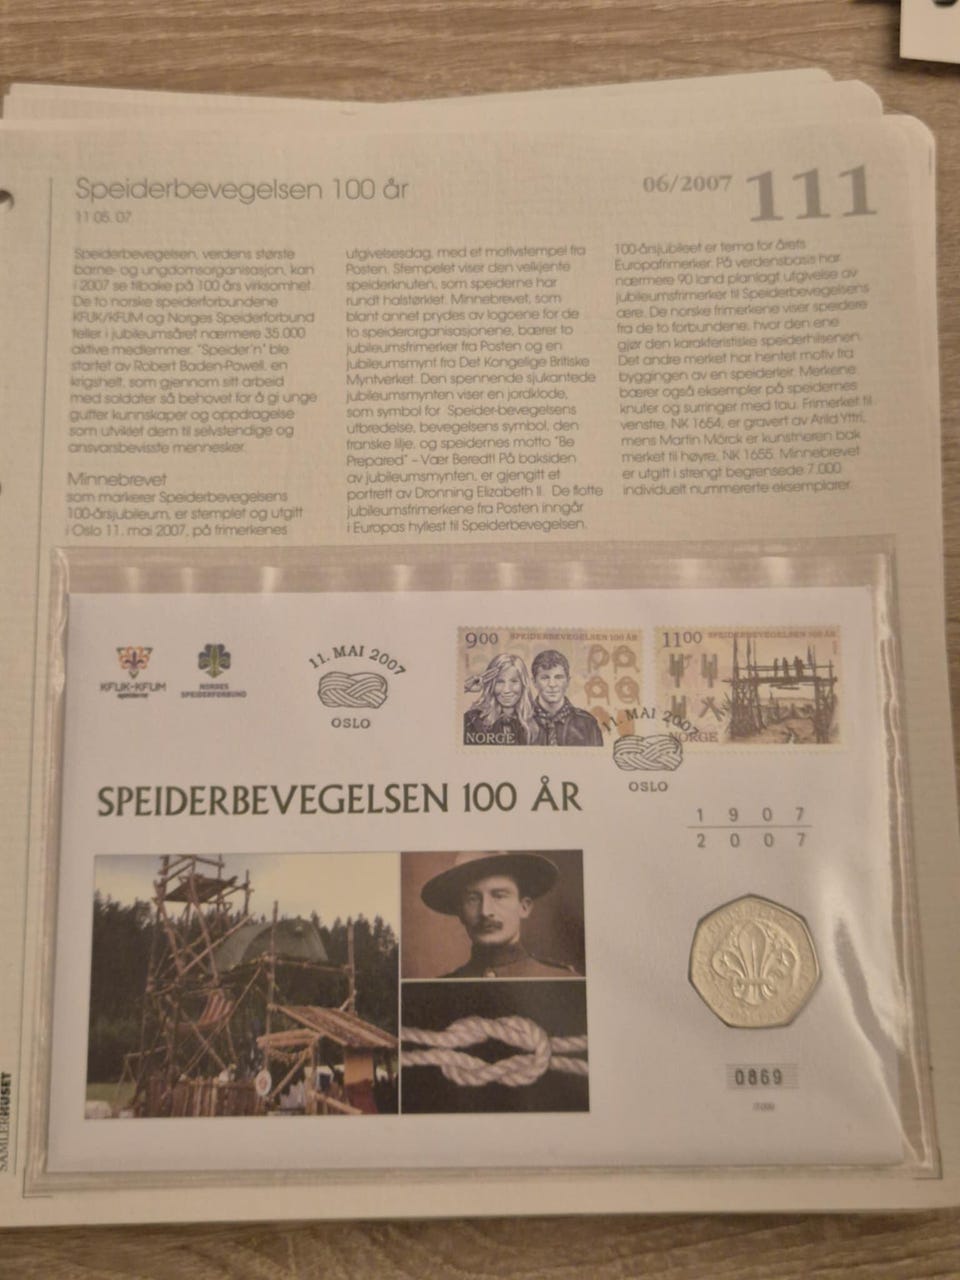 Speiderbevegelsen 100 år
11 05 07
06/2007 111
Speiderbevegelsen, verdens største
barne- og ungdomsorganisasjon, kan
i 2007 se tilbake på 100 års virksomhet.
De to norske speiderforbundene
KFUK/KFUM og Norges Speiderforbund
teller i jubileumsåret nærmere 35.000
aktive medlemmer. "Speider'n" ble
startet av Robert Baden-Powell, en
krigshelt, som gjennom sitt arbeid
med soldater så behovet for å gi unge
gutter kunnskaper og oppdragelse
som utviklet dem til selvstendige og
ansvarsbevisste mennesker.
Minnebrevet
som markerer Speiderbevegelsens
100-årsjubileum, er stemplet og utgitt
i Oslo 11. mai 2007, på frimerkenes
utgivelsesdag, med et motivstempel fra
Posten. Stempelet viser den velkjente
speiderknuten, som speiderne har
rundt halstørklet. Minnebrevet, som
blant annet prydes av logoene for de
to speiderorganisasjonene, bærer to
jubileumsfrimerker fra Posten og en
jubileumsmynt fra Det Kongelige Britiske
Myntverket. Den spennende sjukantede
jubileumsmynten viser en jordklode,
som symbol for Speider-bevegelsens
utbredelse, bevegelsens symbol, den
franske lilje, og speidernes motto "Be
Prepared" – Vær Beredt! På baksiden
av jubileumsmynten, er gjengitt et
portrett av Dronning Elizabeth II. De flotte
jubileumsfrimerkene fra Posten inngår
i Europas hyllest til Speiderbevegelsen.
100-årsjubileet er tema for årets
Europafrimerker. På verdensbasis har
nærmere 90 land planlagt utgivelse av
jubileumsfrimerker til Speiderbevegelsens
ære. De norske frimerkene viser speidere
fra de to forbundene, hvor den ene
gjør den karakteristiske speiderhilsenen.
Det andre merket har hentet motiv fra
byggingen av en speiderleir. Merkene
bærer også eksempler på speidernes
knuter og surringer med tau. Frimerket til
venstre, NK 1654, er gravert av Arild Yttri,
mens Martin Mörck er kunstneren bak
merket til høyre, NK 1655. Minnebrevet
er utgitt i strengt begrensede 7.000
individuelt nummererte eksemplarer.
KFUK-KFUM
speiderne
NORGES
SPEIDERFORBUND
11. MAI 2007
OSLO
900 SPEIDERBEVEGELSEN 100 ÅR
NORGE
1100 SPEIDERBEVEGELSEN 100 ÅR
NORGE
11. MAI 2007
OSLO
SPEIDERBEVEGELSEN 100 ÅR
1907
2007
0869
SAMLERHUSET